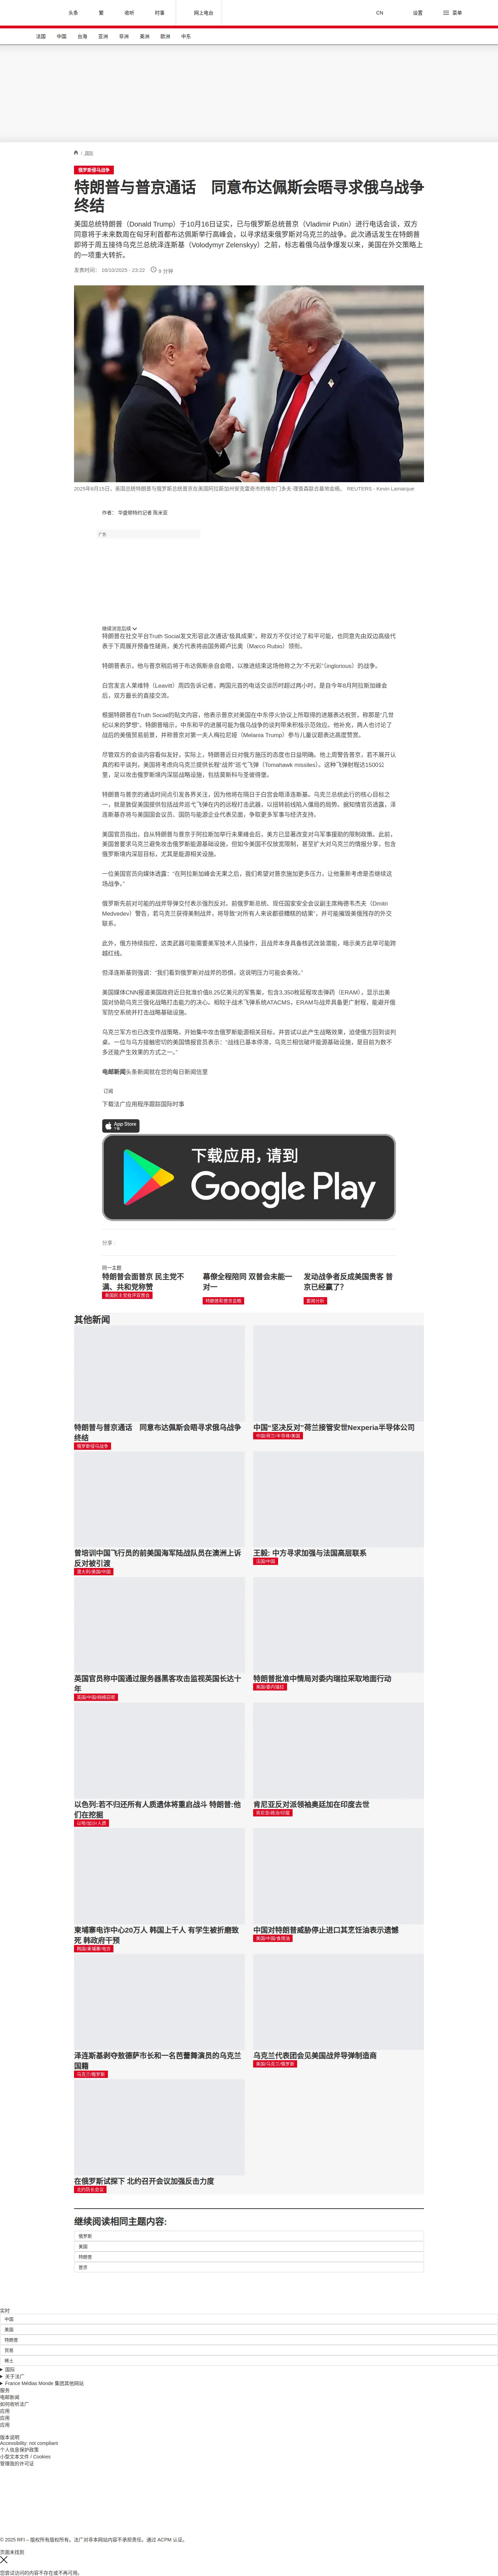 头条
繁
收听
时事
网上电台
CN
设置
菜单
法国
中国
台海
亚洲
非洲
美洲
欧洲
中东
/ 国际
俄罗斯侵乌战争
特朗普与普京通话　同意布达佩斯会晤寻求俄乌战争
终结
美国总统特朗普（Donald Trump）于10月16日证实，已与俄罗斯总统普京（Vladimir Putin）进行电话会谈，双方
同意将于未来数周在匈牙利首都布达佩斯举行高峰会，以寻求结束俄罗斯对乌克兰的战争。此次通话发生在特朗普
即将于周五接待乌克兰总统泽连斯基（Volodymyr Zelenskyy）之前，标志着俄乌战争爆发以来，美国在外交策略上
的一项重大转折。
发表时间： 16/10/2025 - 23:22
9 分钟
2025年8月15日，美国总统特朗普与俄罗斯总统普京在美国阿拉斯加州安克雷奇市的埃尔门多夫-理查森联合基地会晤。 REUTERS - Kevin Lamarque
作者： 华盛顿特约记者 陈米亚
广告
继续浏览后续
特朗普在社交平台Truth Social发文形容此次通话“极具成果”，称双方不仅讨论了和平可能，也同意先由双边高级代
表于下周展开预备性磋商，美方代表将由国务卿卢比奥（Marco Rubio）领衔。
特朗普表示，他与普京稍后将于布达佩斯亲自会晤，以推进结束这场他称之为“不光彩”（inglorious）的战争。
白宫发言人莱维特（Leavitt）周四告诉记者，两国元首的电话交谈历时超过两小时，是自今年8月阿拉斯加峰会
后，双方最长的直接交流。
根据特朗普在Truth Social的贴文内容，他表示普京对美国在中东停火协议上所取得的进展表达祝贺，称那是“几世
纪以来的梦想”。特朗普暗示，中东和平的进展可能为俄乌战争的谈判带来积极示范效应。他补充，两人也讨论了
战后的美俄贸易前景，并称普京对第一夫人梅拉尼娅（Melania Trump）参与儿童议题表达高度赞赏。
尽管双方的会谈内容看似友好，实际上，特朗普近日对俄方施压的态度也日益明确。他上周警告普京，若不展开认
真的和平谈判，美国将考虑向乌克兰提供长程“战斧”巡弋飞弹（Tomahawk missiles）。这种飞弹射程达1500公
里，足以攻击俄罗斯境内深层战略设施，包括莫斯科与圣彼得堡。
特朗普与普京的通话时间点引发各界关注，因为他将在隔日于白宫会晤泽连斯基。乌克兰总统此行的核心目标之
一，就是敦促美国提供包括战斧巡弋飞弹在内的远程打击武器，以扭转前线陷入僵局的局势。据知情官员透露，泽
连斯基亦将与美国国会议员、国防与能源企业代表见面，争取更多军事与经济支持。
美国官员指出，自从特朗普与普京于阿拉斯加举行未果峰会后，美方已显著改变对乌军事援助的限制政策。此前，
美国曾要求乌克兰避免攻击俄罗斯能源基础设施，但如今美国不仅放宽限制，甚至扩大对乌克兰的情报分享，包含
俄罗斯境内深层目标，尤其是能源相关设施。
一位美国官员向媒体透露：“在阿拉斯加峰会无果之后，我们希望对普京施加更多压力，让他重新考虑是否继续这
场战争。”
俄罗斯先前对可能的战斧导弹交付表示强烈反对。前俄罗斯总统、现任国家安全会议副主席梅德韦杰夫（Dmitri
Medvedev）警告，若乌克兰获得美制战斧，将导致“对所有人来说都很糟糕的结果”，并可能摧毁美俄残存的外交
联系。
此外，俄方持续指控，这类武器可能需要美军技术人员操作，且战斧本身具备核武改装潜能，暗示美方此举可能跨
越红线。
但泽连斯基则强调：“我们看到俄罗斯对战斧的恐惧，这说明压力可能会奏效。”
美国媒体CNN报道美国政府近日批准价值8.25亿美元的军售案，包含3,350枚延程攻击弹药（ERAM），显示出美
国对协助乌克兰强化战略打击能力的决心。相较于战术飞弹系统ATACMS，ERAM与战斧具备更广射程，能避开俄
军防空系统并打击战略基础设施。
乌克兰军方也已改变作战策略，开始集中攻击俄罗斯能源相关目标，并尝试以此产生战略效果，迫使俄方回到谈判
桌。一位与乌方接触密切的美国情报官员表示：“战线已基本停滞，乌克兰相信破坏能源基础设施，是目前为数不
多还能产生效果的方式之一。”
电邮新闻头条新闻就在您的每日新闻信里
订阅
下载法广应用程序跟踪国际时事
App Store
下载
下载应用，请到
Google Play
分享 :
同一主题
特朗普会面普京 民主党不
满、共和党称赞
美国民主党批评双普会
幕僚全程陪同 双普会未能一
对一
特朗普和普京会晤
发动战争者反成美国贵客 普
京已经赢了？
要闻分析
其他新闻
特朗普与普京通话　同意布达佩斯会晤寻求俄乌战争
终结
俄罗斯侵乌战争
中国“坚决反对”荷兰接管安世Nexperia半导体公司
中国/荷兰/半导体/美国
曾培训中国飞行员的前美国海军陆战队员在澳洲上诉
反对被引渡
澳大利/美国/中国
王毅: 中方寻求加强与法国高层联系
法国/中国
英国官员称中国通过服务器黑客攻击监视英国长达十
年
英国/中国/网络窃密
特朗普批准中情局对委内瑞拉采取地面行动
美国/委内瑞拉
以色列:若不归还所有人质遗体将重启战斗 特朗普:他
们在挖掘
以哈/加沙/人质
肯尼亚反对派领袖奥廷加在印度去世
肯尼亚/政治/印度
柬埔寨电诈中心20万人 韩国上千人 有学生被折磨致
死 韩政府干预
韩国/柬埔寨/电诈
中国对特朗普威胁停止进口其烹饪油表示遗憾
美国/中国/食用油
泽连斯基剥夺敖德萨市长和一名芭蕾舞演员的乌克兰
国籍
乌克兰/俄罗斯
乌克兰代表团会见美国战斧导弹制造商
美国/乌克兰/俄罗斯
在俄罗斯试探下 北约召开会议加强反击力度
北约防长会议
继续阅读相同主题内容:
俄罗斯
美国
特朗普
普京
实时
中国
美国
特朗普
贸易
稀土
国际
关于法广
France Médias Monde 集团其他网站
服务
电邮新闻
如何收听法广
应用
应用
应用
版本说明
Accessibility: not compliant
个人信息保护政策
小型文本文件 / Cookies
管理我的许可证
© 2025 RFI – 版权所有版权所有。法广对非本网站内容不承担责任。通过 ACPM 认证。
页面未找到
您尝试访问的内容不存在或不再可用。